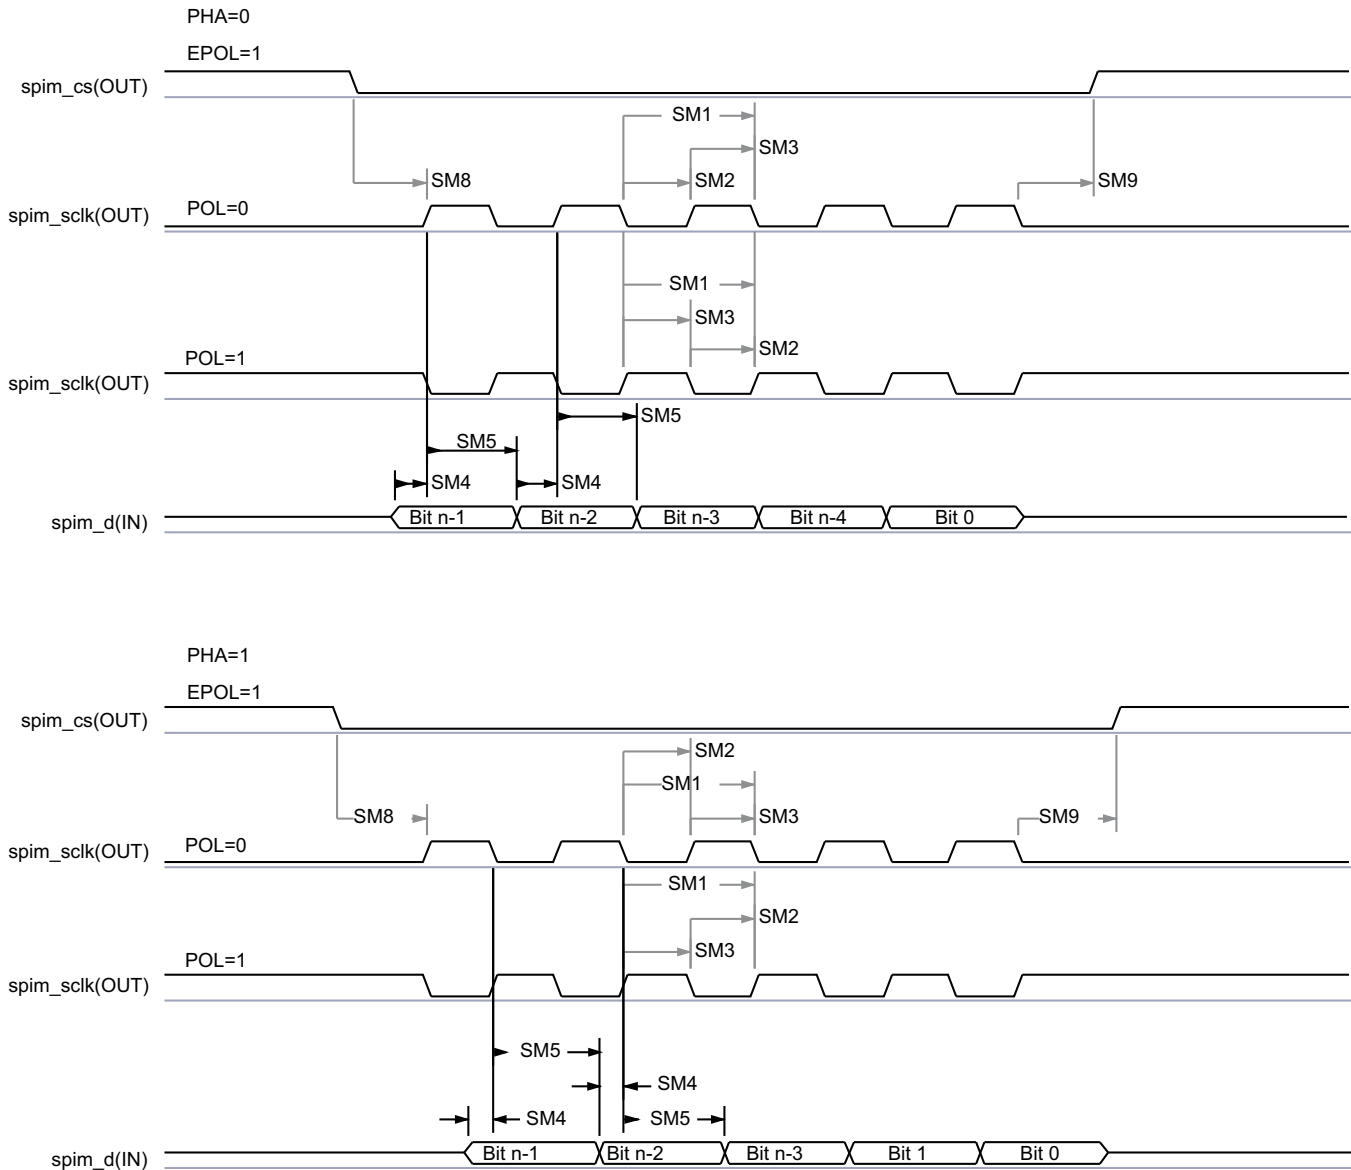 PHA=0
EPOL=1
spim_cs(OUT)
SM1
SM3
SM8
SM2
SM9
POL=0
spim_sclk(OUT)
SM1
SM3
SM2
POL=1
spim_sclk(OUT)
SM5
SM5
SM4
SM4
spim_d(IN) Bit n-1 Bit n-2 Bit n-3 Bit n-4 Bit 0
PHA=1
EPOL=1
spim_cs(OUT)
SM2
SM1
SM8 SM3 SM9
POL=0
spim_sclk(OUT)
SM1
SM2
SM3
POL=1
spim_sclk(OUT)
SM5
SM4
SM4 SM5
spim_d(IN) Bit n-1 Bit n-2 Bit n-3 Bit 1 Bit 0